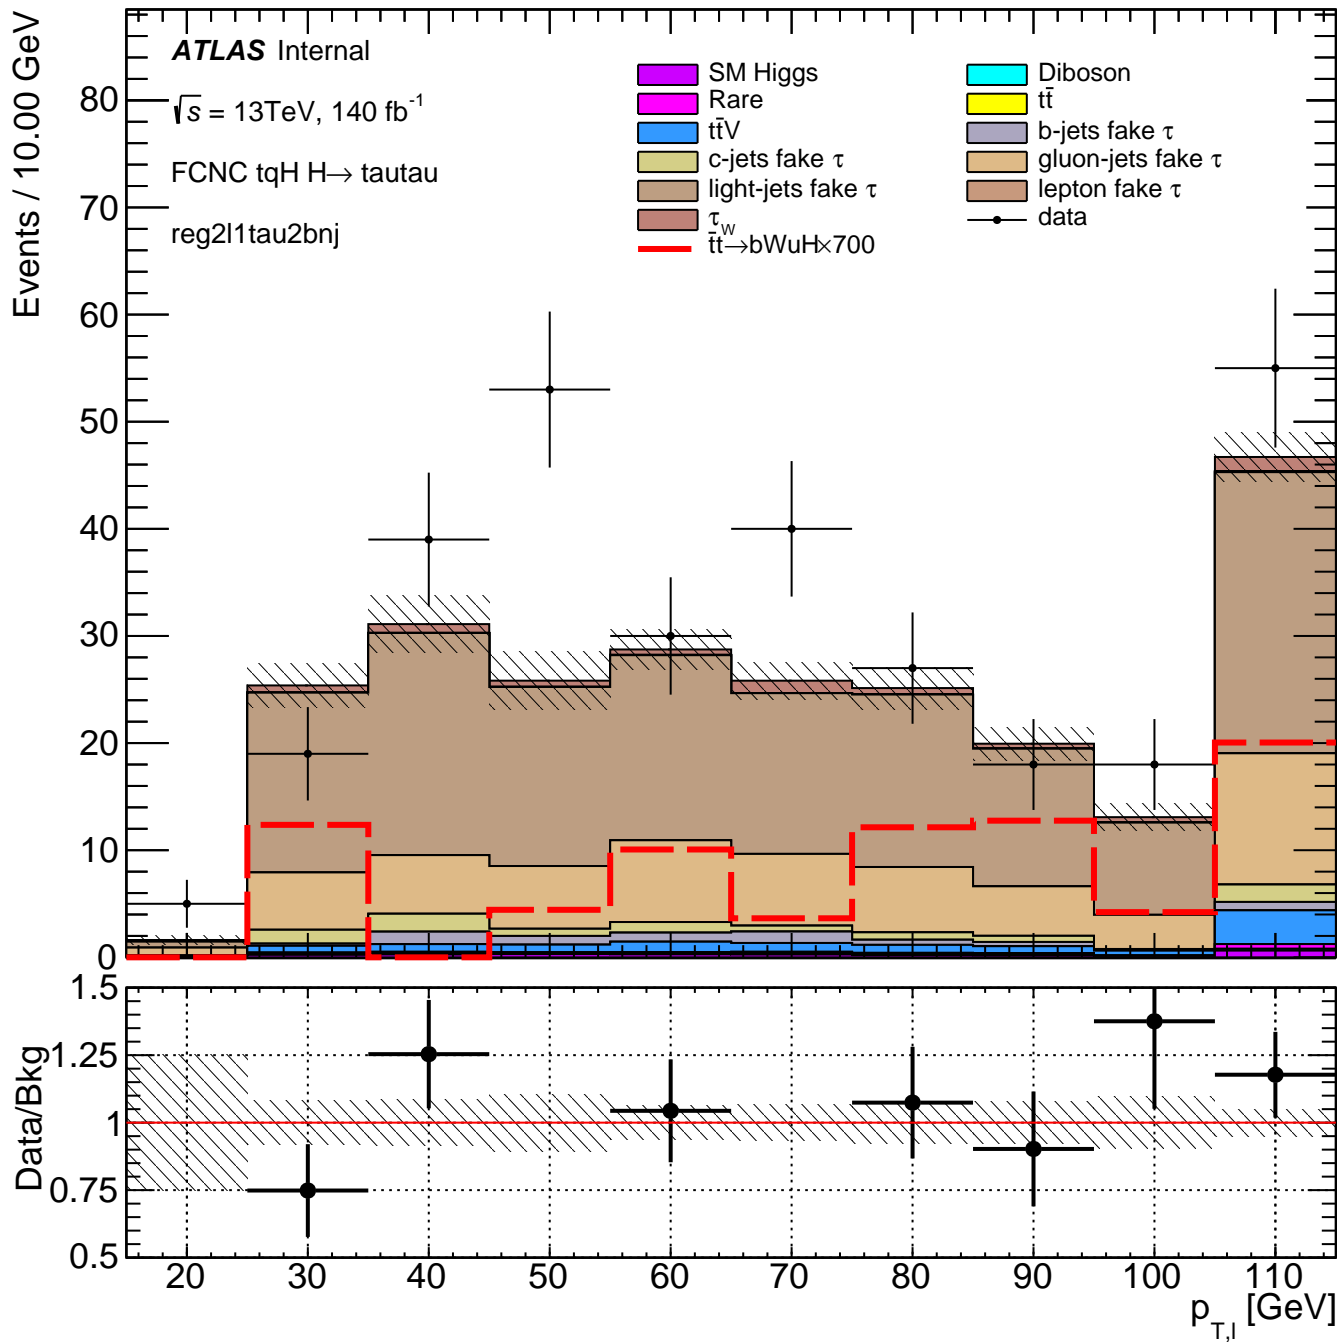 Events / 10.00 GeV
ATLAS Internal
√s = 13TeV, 140 fb⁻¹
FCNC tqH H→ tautau
reg2l1tau2bnj
SM Higgs
Diboson
Rare
tt̄
tt̄V
b-jets fake τ
c-jets fake τ
gluon-jets fake τ
light-jets fake τ
lepton fake τ
τ_W
data
t̄t→bWuH×700
80
70
60
50
40
30
20
10
0
Data/Bkg
1.5
1.25
1
0.75
0.5
20 30 40 50 60 70 80 90 100 110
p_T,l [GeV]